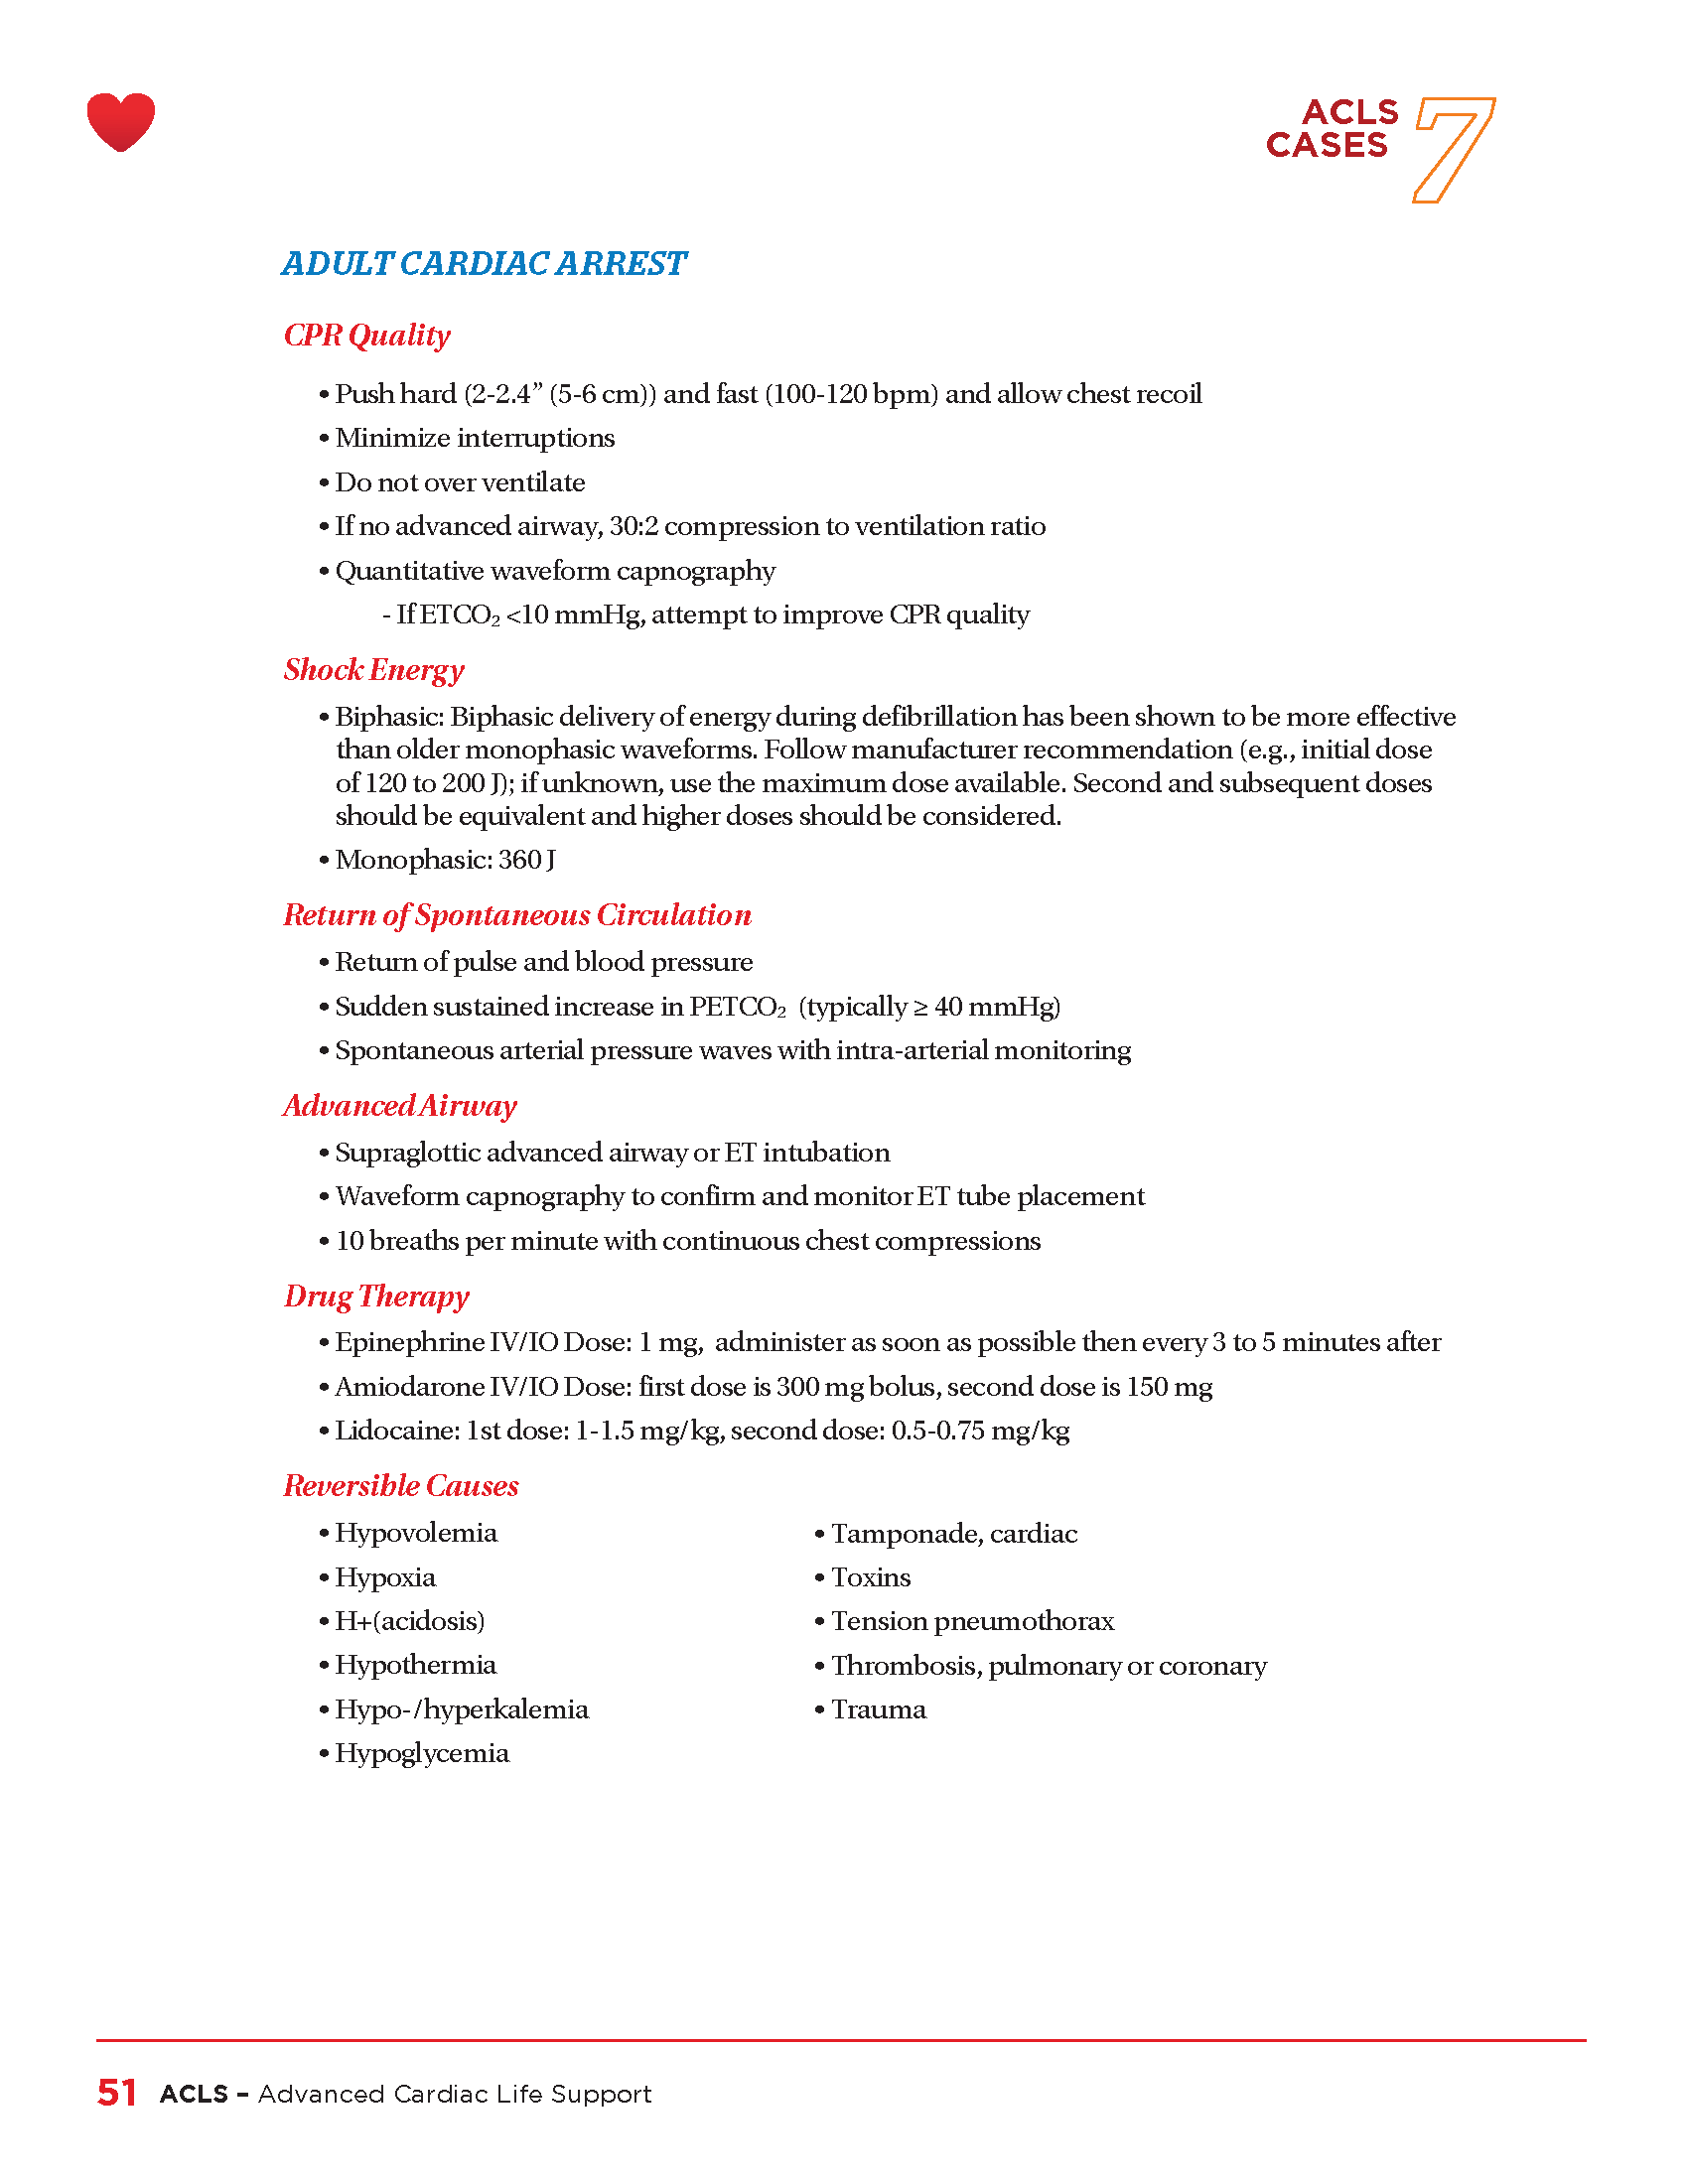 ACLS
CASES 7
ADULT CARDIAC ARREST
CPR Quality
• Push hard (2-2.4” (5-6 cm)) and fast (100-120 bpm) and allow chest recoil
• Minimize interruptions
• Do not over ventilate
• If no advanced airway, 30:2 compression to ventilation ratio
• Quantitative waveform capnography
- If ETCO₂ <10 mmHg, attempt to improve CPR quality
Shock Energy
• Biphasic: Biphasic delivery of energy during defibrillation has been shown to be more effective
than older monophasic waveforms. Follow manufacturer recommendation (e.g., initial dose
of 120 to 200 J); if unknown, use the maximum dose available. Second and subsequent doses
should be equivalent and higher doses should be considered.
• Monophasic: 360 J
Return of Spontaneous Circulation
• Return of pulse and blood pressure
• Sudden sustained increase in PETCO₂ (typically ≥ 40 mmHg)
• Spontaneous arterial pressure waves with intra-arterial monitoring
Advanced Airway
• Supraglottic advanced airway or ET intubation
• Waveform capnography to confirm and monitor ET tube placement
• 10 breaths per minute with continuous chest compressions
Drug Therapy
• Epinephrine IV/IO Dose: 1 mg, administer as soon as possible then every 3 to 5 minutes after
• Amiodarone IV/IO Dose: first dose is 300 mg bolus, second dose is 150 mg
• Lidocaine: 1st dose: 1-1.5 mg/kg, second dose: 0.5-0.75 mg/kg
Reversible Causes
• Hypovolemia
• Hypoxia
• H+(acidosis)
• Hypothermia
• Hypo-/hyperkalemia
• Hypoglycemia
• Tamponade, cardiac
• Toxins
• Tension pneumothorax
• Thrombosis, pulmonary or coronary
• Trauma
51 ACLS – Advanced Cardiac Life Support